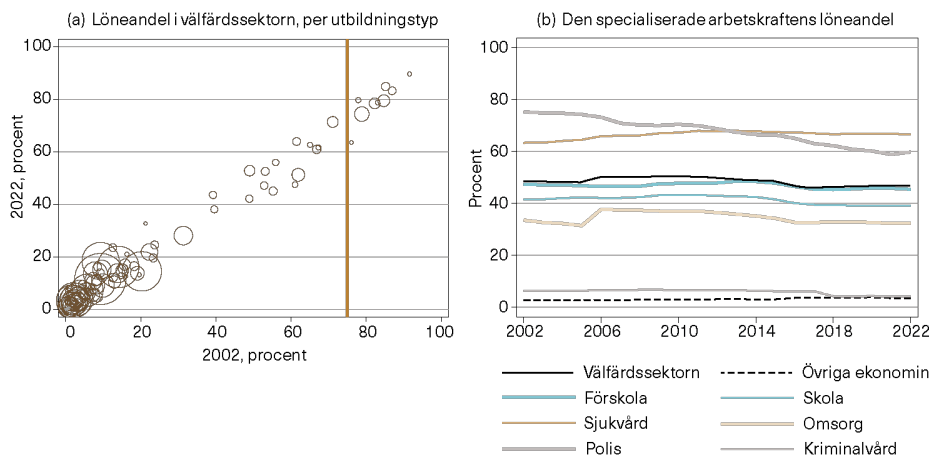 (a) Löneandel i välfärdssektorn, per utbildningstyp
100
80
60
40
20
0
2022, procent
0 20 40 60 80 100
2002, procent
(b) Den specialiserade arbetskraftens löneandel
100
80
60
40
20
0
Procent
2002 2006 2010 2014 2018 2022
Välfärdssektorn Övriga ekonomin
Förskola Skola
Sjukvård Omsorg
Polis Kriminalvård